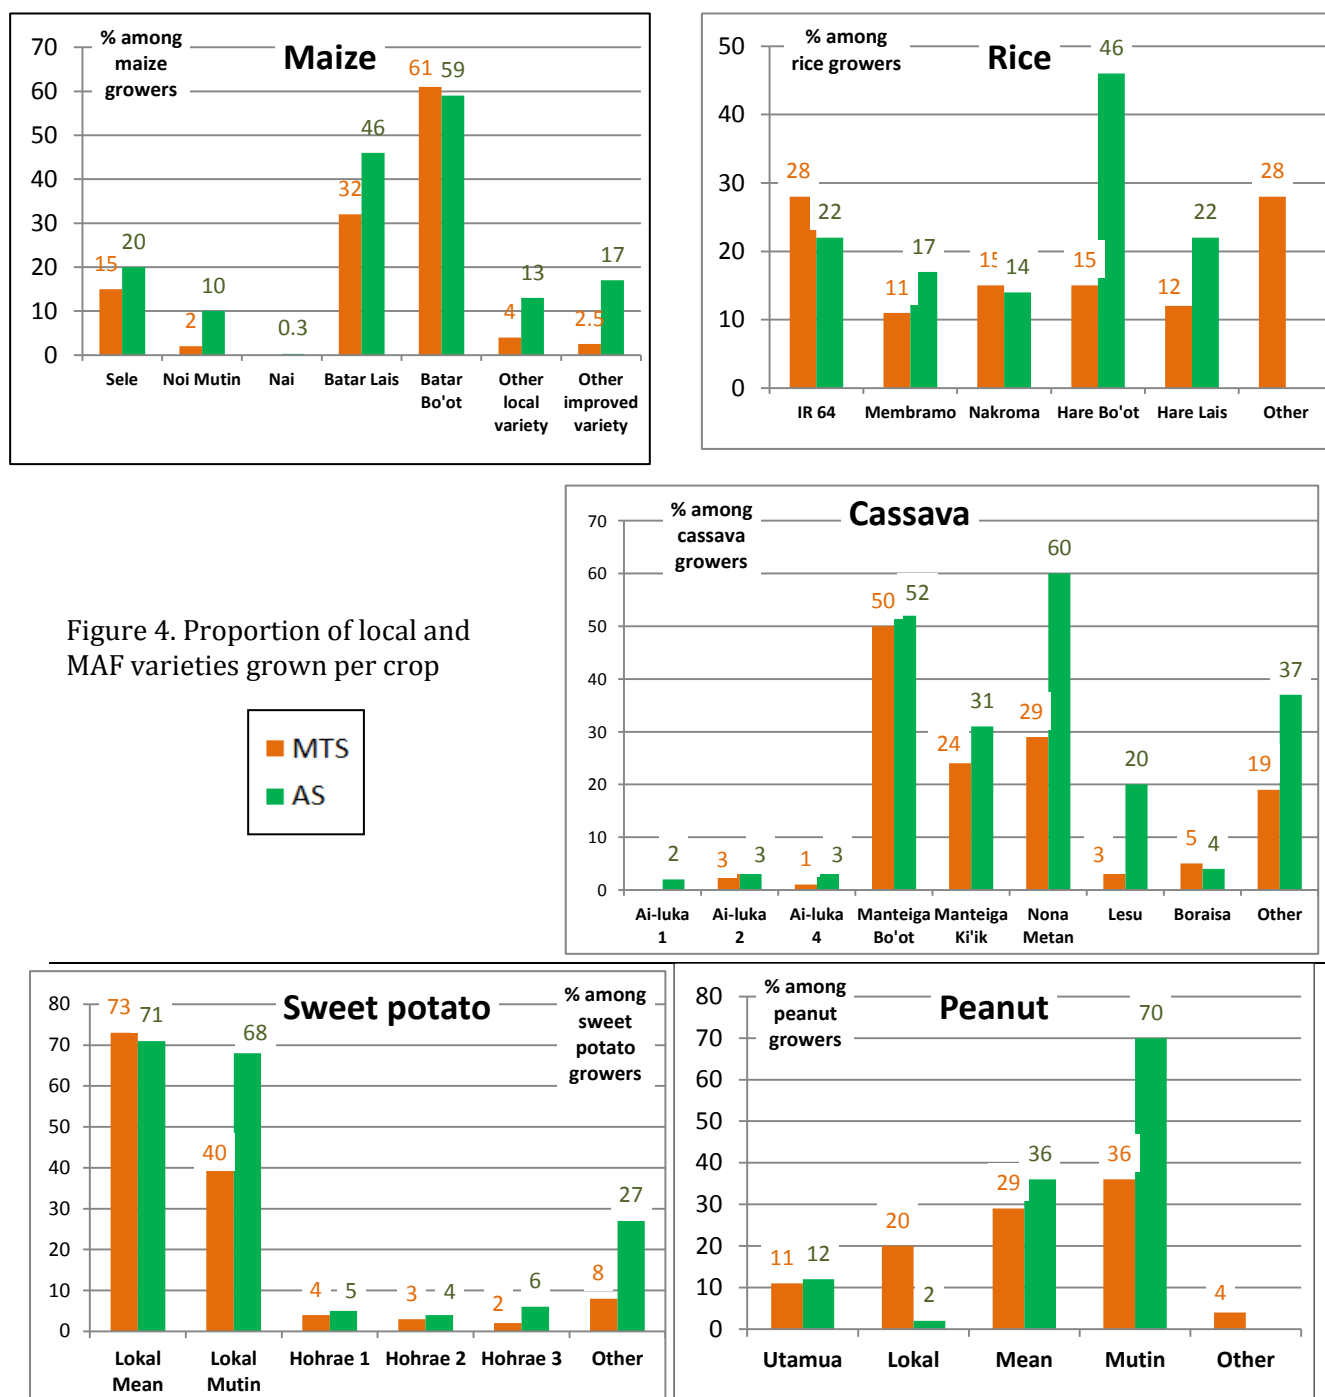 % among
maize
growers
Maize
70
60
50
40
30
20
10
0
15
20
2
10
0.3
32
46
61
59
4
13
2.5
17
Sele
Noi Mutin
Nai
Batar Lais
Batar
Bo'ot
Other
local
variety
Other
improved
variety
% among
rice growers
Rice
50
40
30
20
10
0
28
22
11
17
15
14
15
46
12
22
28
IR 64
Membramo
Nakroma
Hare Bo'ot
Hare Lais
Other
Figure 4. Proportion of local and
MAF varieties grown per crop
MTS
AS
% among
cassava
growers
Cassava
70
60
50
40
30
20
10
0
2
3
3
1
3
50
52
24
31
29
60
3
20
5
4
19
37
Ai-luka
1
Ai-luka
2
Ai-luka
4
Manteiga
Bo'ot
Manteiga
Ki'ik
Nona
Metan
Lesu
Boraisa
Other
Sweet potato
% among
sweet
potato
growers
80
70
60
50
40
30
20
10
0
73
71
40
68
4
5
3
4
2
6
8
27
Lokal
Mean
Lokal
Mutin
Hohrae 1
Hohrae 2
Hohrae 3
Other
% among
peanut
growers
Peanut
80
70
60
50
40
30
20
10
0
11
12
20
2
29
36
36
70
4
Utamua
Lokal
Mean
Mutin
Other